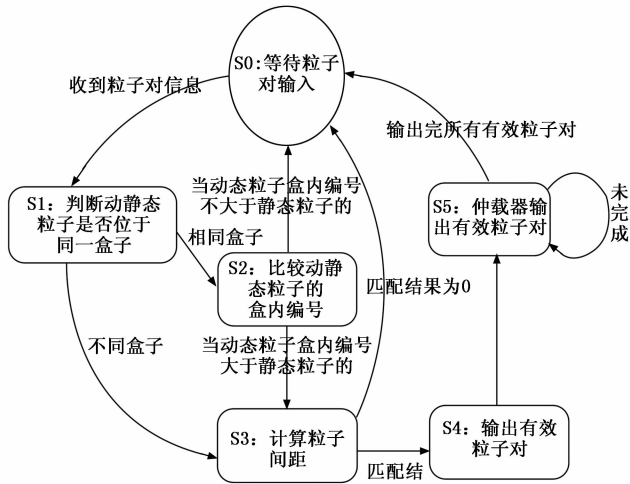 S0:等待粒子
对输入
收到粒子对信息
输出完所有有效粒子对
当动态粒子盒内编号
不大于静态粒子的
S1：判断动静态
粒子是否位于
同一盒子
S5：仲载器输
出有效粒子对
未
完
成
相同盒子
S2：比较动静
态粒子的
盒内编号
匹配结果为0
不同盒子
当动态粒子盒内编号
大于静态粒子的
S3：计算粒子
间距
S4：输出有效
粒子对
匹配结